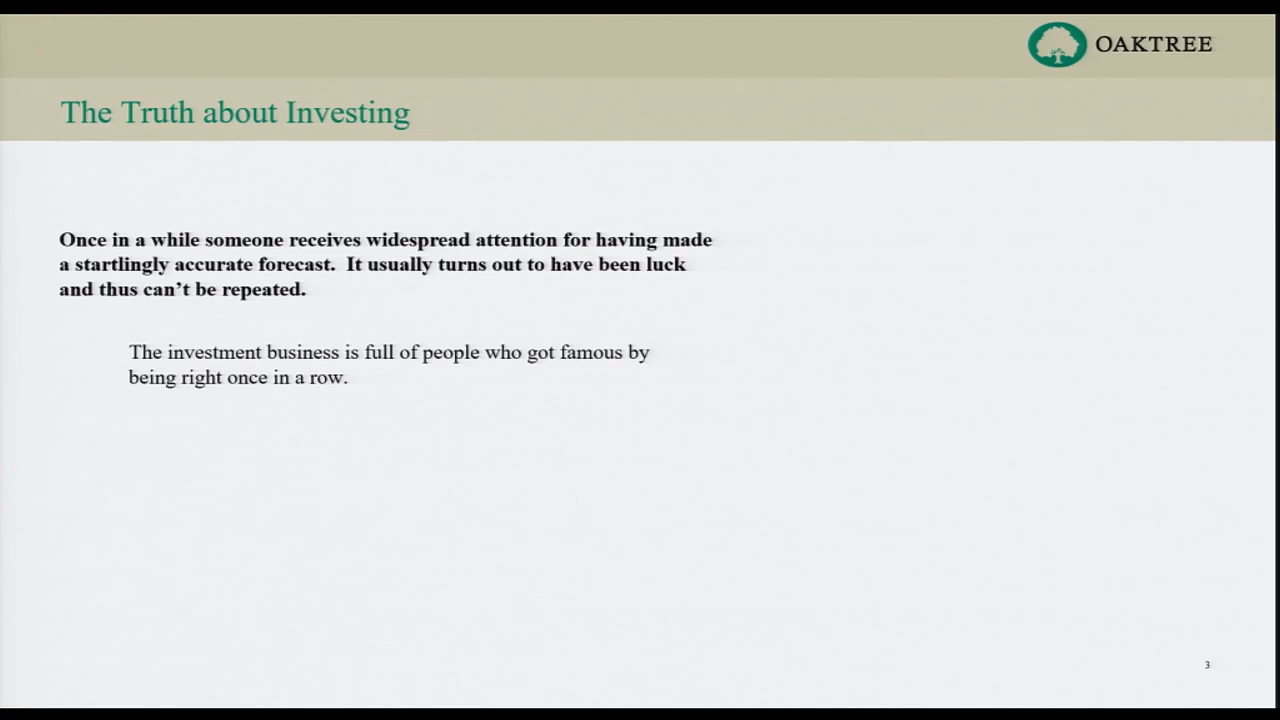 OAKTREE
The Truth about Investing
Once in a while someone receives widespread attention for having made
a startlingly accurate forecast.  It usually turns out to have been luck
and thus can’t be repeated.
The investment business is full of people who got famous by
being right once in a row.
3